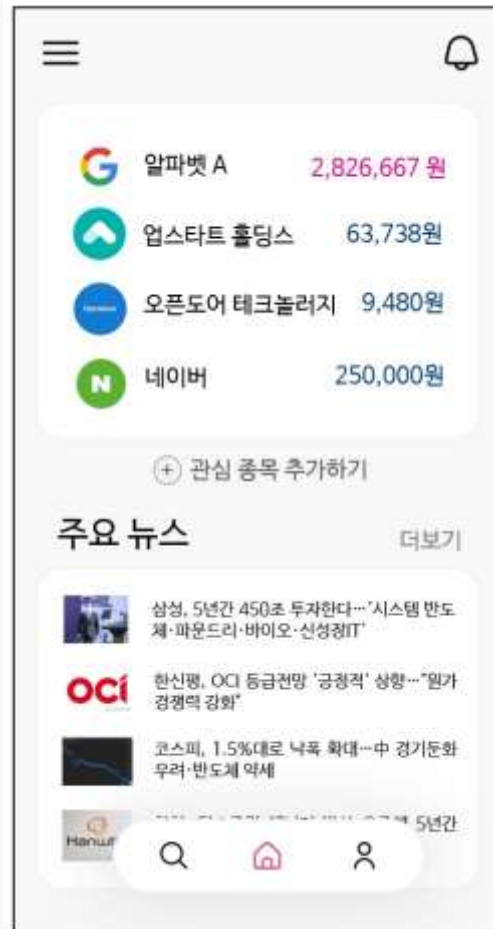 알파벳 A 2,826,667 원
업스타트 홀딩스 63,738원
오픈도어 테크놀러지 9,480원
N 네이버 250,000원
+ 관심 종목 추가하기
주요 뉴스 더보기
삼성, 5년간 450조 투자한다…'시스템 반도
체·파운드리·바이오·신성장IT'
OCI 한신평, OCI 등급전망 '긍정적' 상향…"원가
경쟁력 강화"
코스피, 1.5%대로 낙폭 확대…中 경기둔화
우려·반도체 약세
5년간